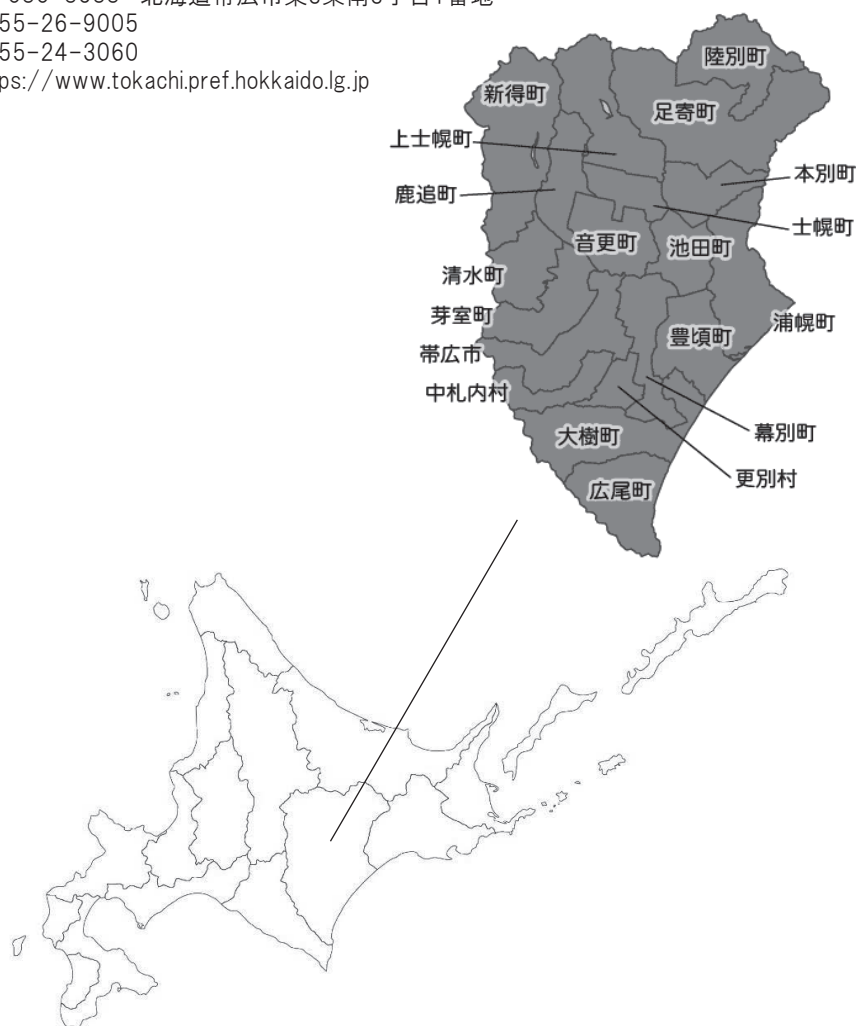 北海道帯広市東3条南3丁目1番地
55-26-9005
55-24-3060
ps://www.tokachi.pref.hokkaido.lg.jp
陸別町
新得町
足寄町
上士幌町
本別町
鹿追町
士幌町
音更町
池田町
清水町
芽室町
浦幌町
豊頃町
帯広市
中札内村
幕別町
大樹町
更別村
広尾町